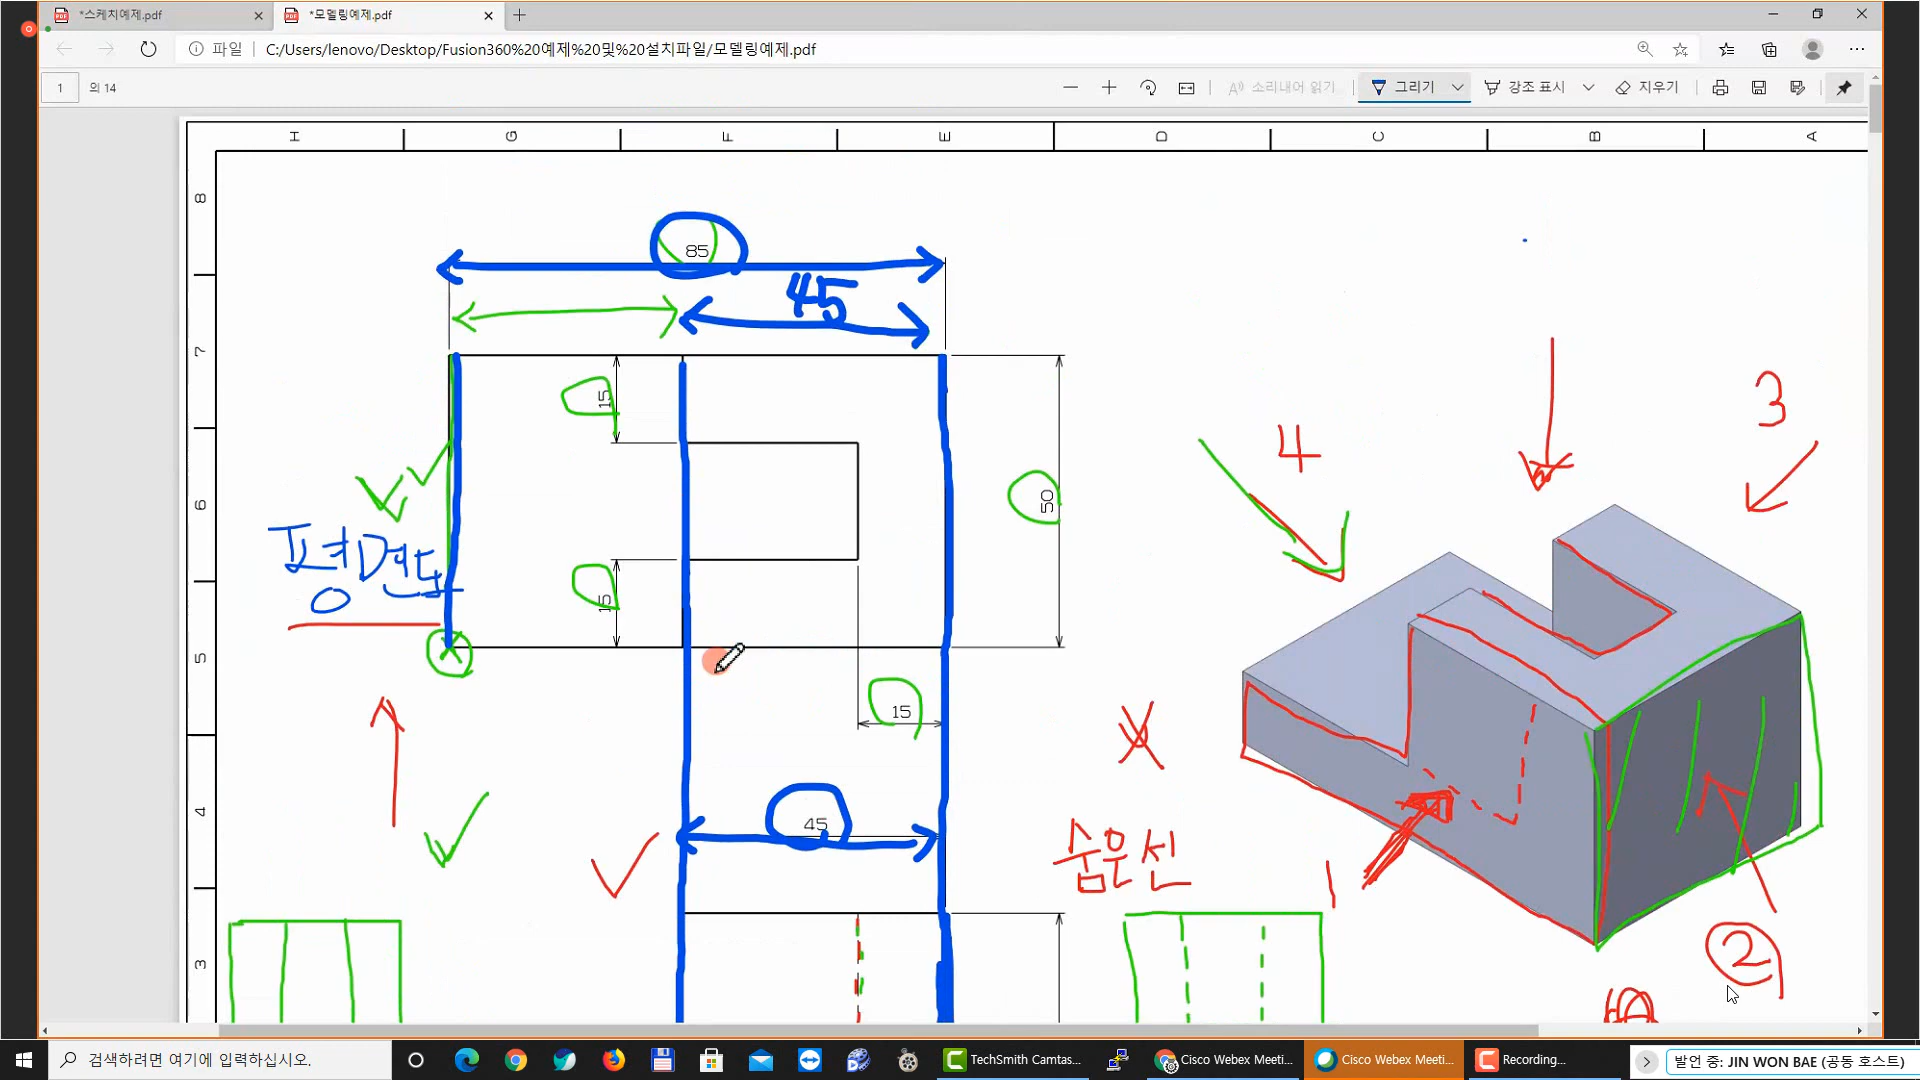 *스케치예제.pdf
*모델링예제.pdf
파일
C:/Users/lenovo/Desktop/Fusion360%20예제%20및%20설치파일/모델링예제.pdf
1 의 14
소리내어 읽기
그리기
강조 표시
지우기
H G F E D C B A
8
7
6
5
4
3
85
45
15
15
50
15
45
4
3
숨은선
1
2
검색하려면 여기에 입력하십시오.
TechSmith Camtas...
Cisco Webex Meeti...
Cisco Webex Meeti...
Recording...
발언 중: JIN WON BAE (공동 호스트)